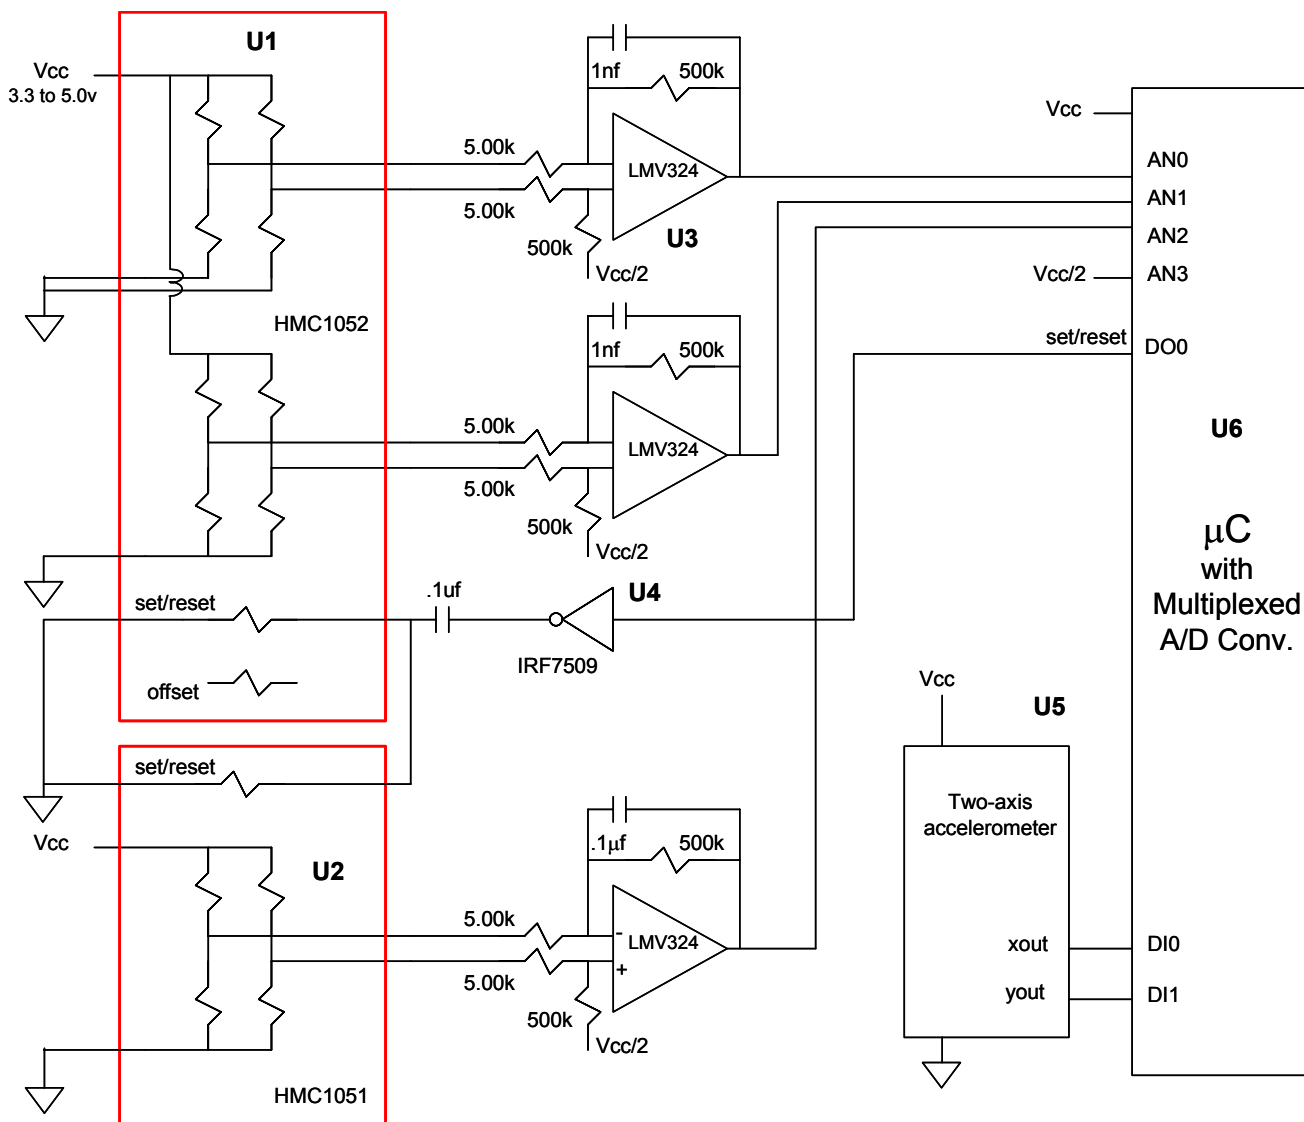 U1
Vcc
3.3 to 5.0v
1nf
500k
5.00k
LMV324
5.00k
U3
500k
Vcc/2
HMC1052
1nf
500k
5.00k
LMV324
5.00k
500k
Vcc/2
set/reset
.1uf
U4
IRF7509
offset
set/reset
Vcc
U2
.1µf
500k
5.00k
-
LMV324
+
5.00k
500k
Vcc/2
HMC1051
Vcc
AN0
AN1
AN2
Vcc/2
AN3
set/reset
DO0
U6
µC
with
Multiplexed
A/D Conv.
Vcc
U5
Two-axis
accelerometer
xout
DI0
yout
DI1